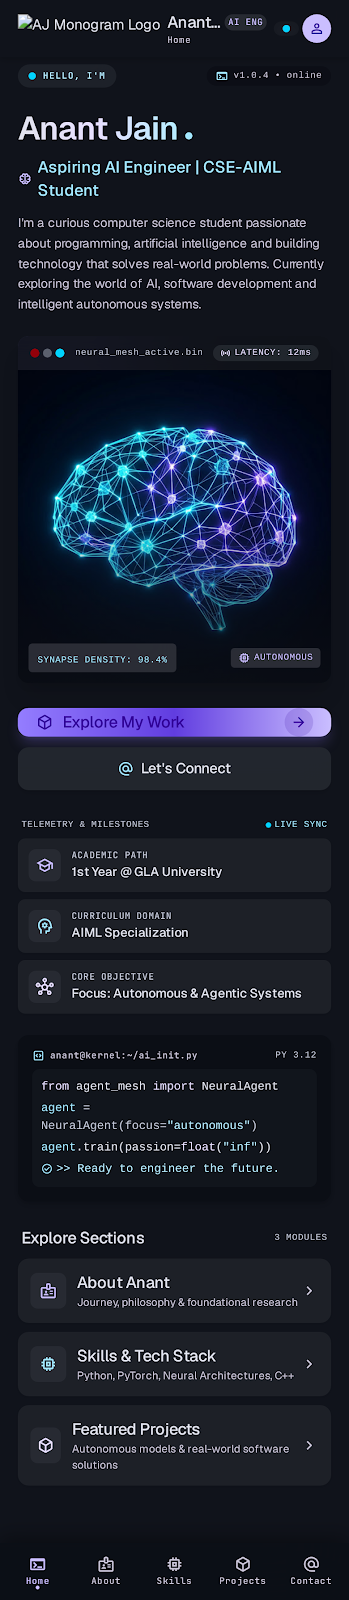 AJ Monogram Logo
Anant...
AI ENG
Home
HELLO, I'M
v1.0.4 • online
Anant Jain.
Aspiring AI Engineer | CSE-AIML
Student
I'm a curious computer science student passionate
about programming, artificial intelligence and building
technology that solves real-world problems. Currently
exploring the world of AI, software development and
intelligent autonomous systems.
neural_mesh_active.bin
LATENCY: 12ms
SYNAPSE DENSITY: 98.4%
AUTONOMOUS
Explore My Work
Let's Connect
TELEMETRY & MILESTONES
LIVE SYNC
ACADEMIC PATH
1st Year @ GLA University
CURRICULUM DOMAIN
AIML Specialization
CORE OBJECTIVE
Focus: Autonomous & Agentic Systems
anant@kernel:~/ai_init.py
PY 3.12
from agent_mesh import NeuralAgent
agent =
NeuralAgent(focus="autonomous")
agent.train(passion=float("inf"))
>> Ready to engineer the future.
Explore Sections
3 MODULES
About Anant
Journey, philosophy & foundational research
Skills & Tech Stack
Python, PyTorch, Neural Architectures, C++
Featured Projects
Autonomous models & real-world software
solutions
Home
About
Skills
Projects
Contact